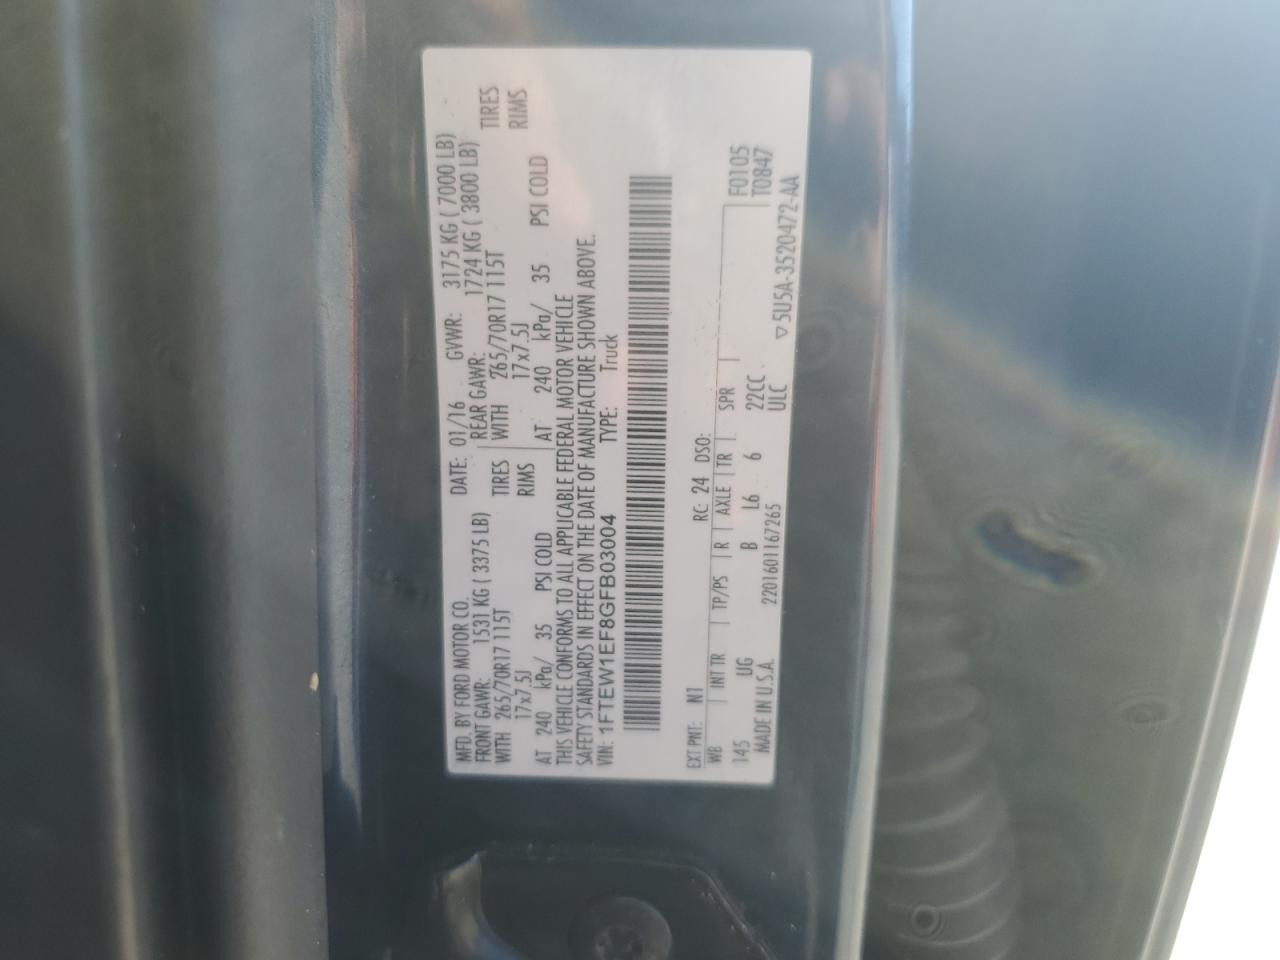 MFD. BY FORD MOTOR CO. DATE: 01/16 GVWR: 3175 KG ( 7000 LB)
FRONT GAWR: 1531 KG ( 3375 LB) REAR GAWR: 1724 KG ( 3800 LB)
WITH 265/70R17 115T TIRES WITH 265/70R17 115T TIRES
17x7.5J RIMS 17x7.5J RIMS
AT 240 kPa/ 35 PSI COLD AT 240 kPa/ 35 PSI COLD
THIS VEHICLE CONFORMS TO ALL APPLICABLE FEDERAL MOTOR VEHICLE
SAFETY STANDARDS IN EFFECT ON THE DATE OF MANUFACTURE SHOWN ABOVE.
VIN: 1FTEW1EF8GFB03004 TYPE: Truck
EXT PNT: N1 RC: 24 DSO:
WB INT TR TP/PS R AXLE TR SPR F0105
145 UG B L6 6 22CC T0847
MADE IN U.S.A. 2201601167265 ULC ▽5U5A-3520472-AA